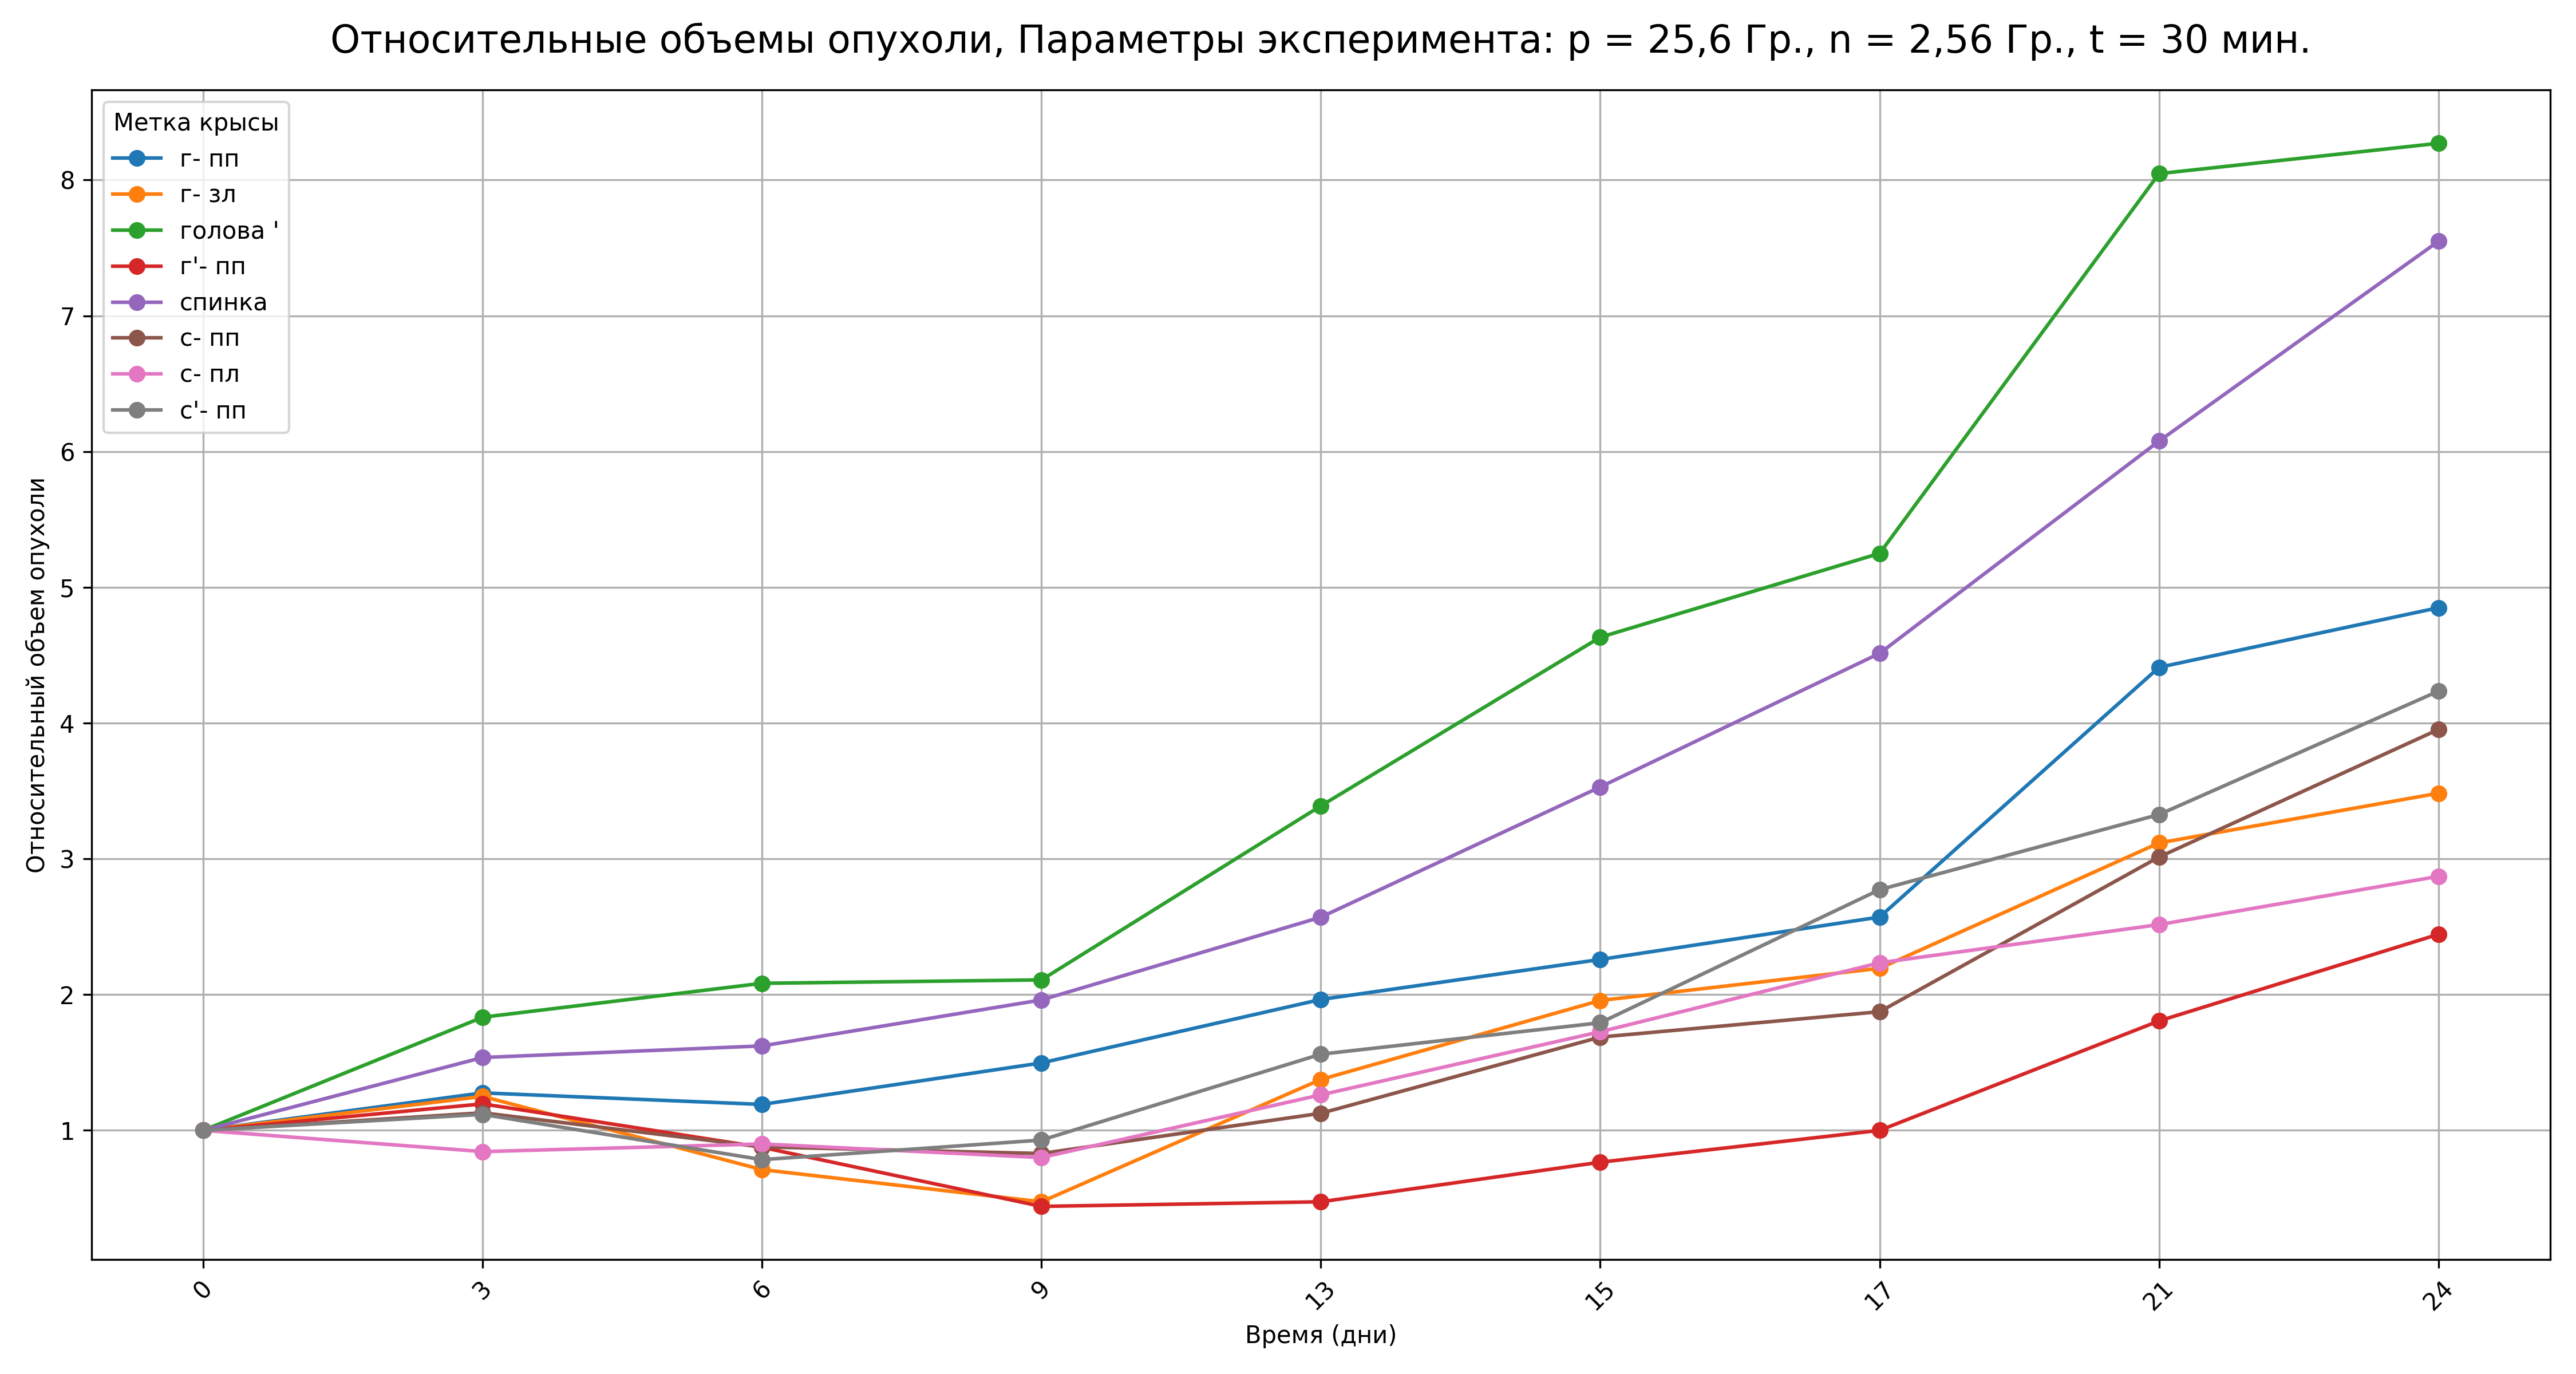 Относительные объемы опухоли, Параметры эксперимента: p = 25,6 Гр., n = 2,56 Гр., t = 30 мин.
Метка крысы
г- пп
г- зл
голова '
г'- пп
спинка
с- пп
с- пл
с'- пп
Относительный объем опухоли
8
7
6
5
4
3
2
1
0
3
6
9
13
15
17
21
24
Время (дни)